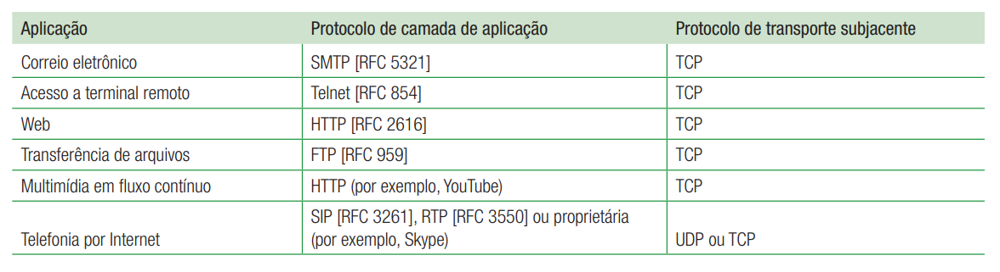 Aplicação Protocolo de camada de aplicação Protocolo de transporte subjacente
Correio eletrônico SMTP [RFC 5321] TCP
Acesso a terminal remoto Telnet [RFC 854] TCP
Web HTTP [RFC 2616] TCP
Transferência de arquivos FTP [RFC 959] TCP
Multimídia em fluxo contínuo HTTP (por exemplo, YouTube) TCP
SIP [RFC 3261], RTP [RFC 3550] ou proprietária
Telefonia por Internet (por exemplo, Skype) UDP ou TCP